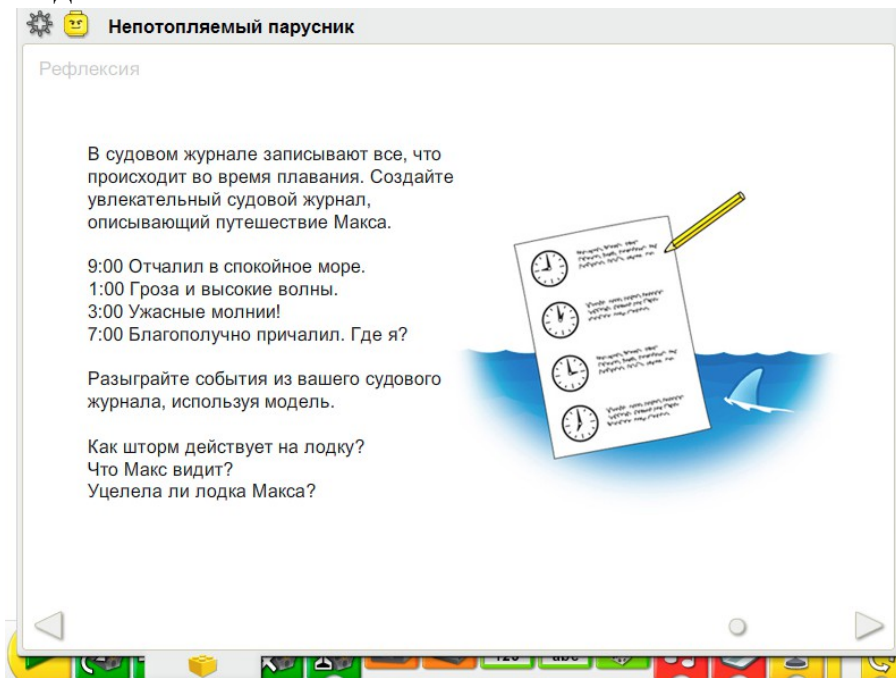 Непотопляемый парусник
Рефлексия
В судовом журнале записывают все, что
происходит во время плавания. Создайте
увлекательный судовой журнал,
описывающий путешествие Макса.
9:00 Отчалил в спокойное море.
1:00 Гроза и высокие волны.
3:00 Ужасные молнии!
7:00 Благополучно причалил. Где я?
Разыграйте события из вашего судового
журнала, используя модель.
Как шторм действует на лодку?
Что Макс видит?
Уцелела ли лодка Макса?